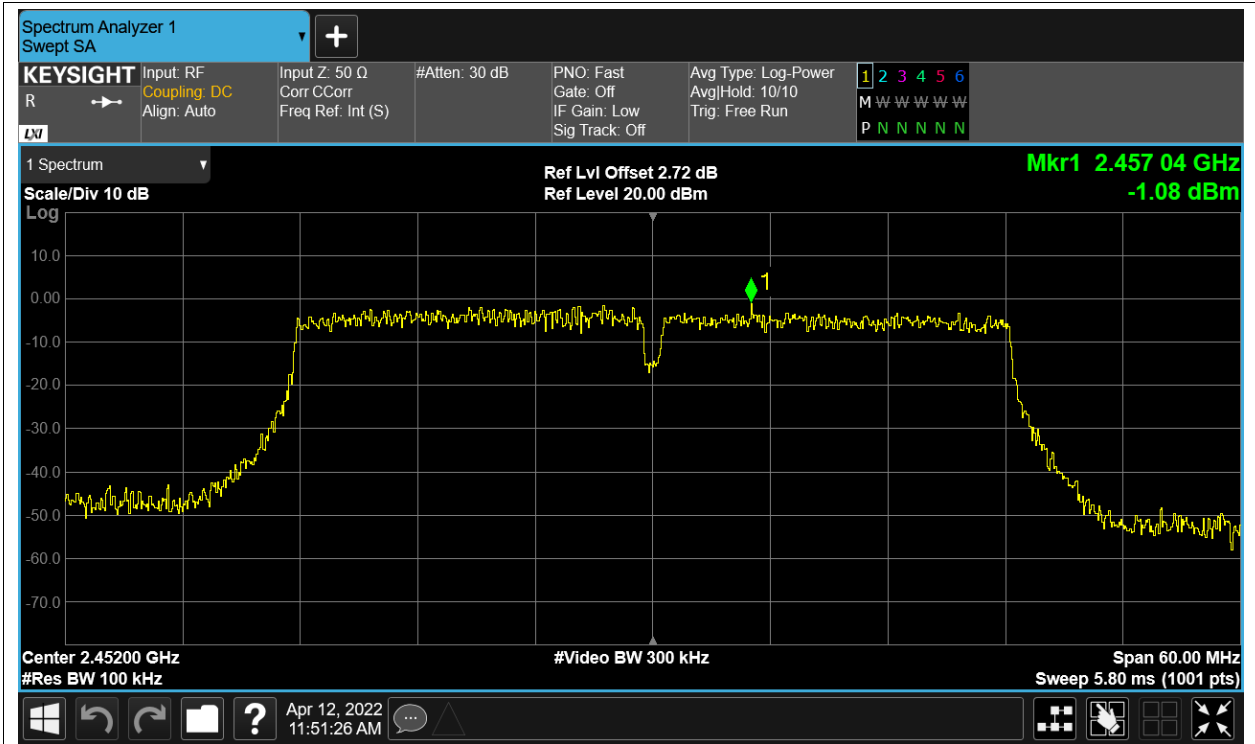 Spectrum Analyzer 1
Swept SA
KEYSIGHT
R
LXI
Input: RF
Coupling: DC
Align: Auto
Input Z: 50 Ω
Corr CCorr
Freq Ref: Int (S)
#Atten: 30 dB
PNO: Fast
Gate: Off
IF Gain: Low
Sig Track: Off
Avg Type: Log-Power
Avg|Hold: 10/10
Trig: Free Run
1 2 3 4 5 6
M W W W W W
P N N N N N
1 Spectrum
Scale/Div 10 dB
Log
Ref Lvl Offset 2.72 dB
Ref Level 20.00 dBm
Mkr1 2.457 04 GHz
-1.08 dBm
1
10.0
0.00
-10.0
-20.0
-30.0
-40.0
-50.0
-60.0
-70.0
Center 2.45200 GHz
#Res BW 100 kHz
#Video BW 300 kHz
Span 60.00 MHz
Sweep 5.80 ms (1001 pts)
?
Apr 12, 2022
11:51:26 AM